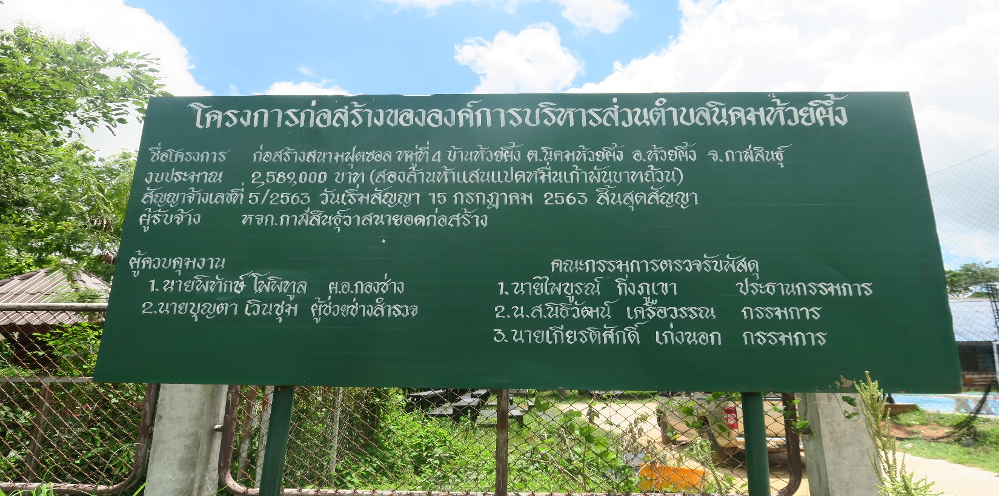 โครงการก่อสร้างขององค์การบริหารส่วนตำบลนิคมห้วยผึ้ง
ชื่อโครงการ ก่อสร้างสนามฟุตซอล หมู่ที่ 4 บ้านห้วยผึ้ง ต.นิคมห้วยผึ้ง อ.ห้วยผึ้ง จ.กาฬสินธุ์
งบประมาณ 2,589,000 บาท (สองล้านห้าแสนแปดหมื่นเก้าพันบาทถ้วน)
สัญญาจ้างเลขที่ 5/2563 วันเริ่มสัญญา 15 กรกฎาคม 2563 สิ้นสุดสัญญา
ผู้รับจ้าง หจก.กาฬสินธุ์วาสนายอดก่อสร้าง
ผู้ควบคุมงาน
1.นายพิทักษ์ โพพิทูล ผ.อ.กองช่าง
2.นายบุญตา เวินชุม ผู้ช่วยช่างสำรวจ
คณะกรรมการตรวจรับพัสดุ
1.นายไพบูรณ์ กิ่งภูเขา ประธานกรรมการ
2.น.ส.นิธิวัฒน์ เครือวรรณ กรรมการ
3.นายเกียรติศักดิ์ เก่งนอก กรรมการ